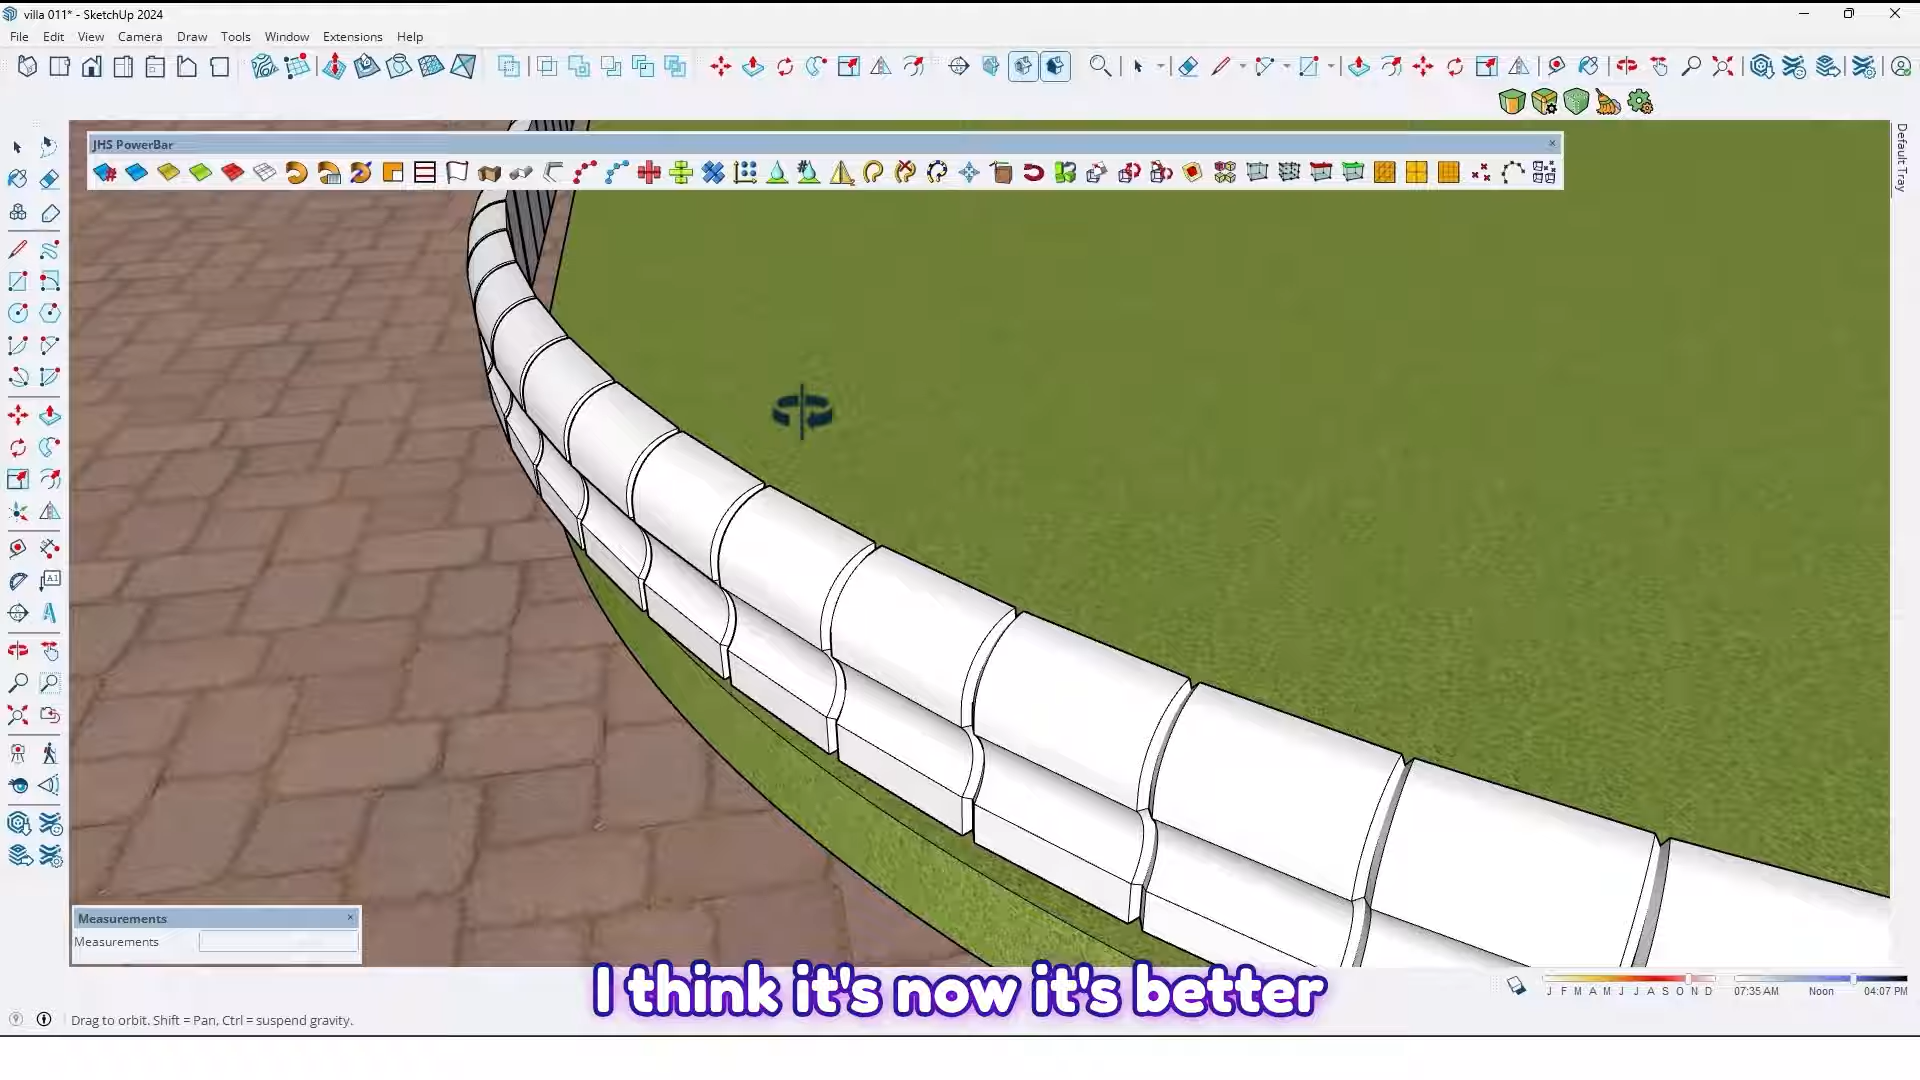 villa 011* - SketchUp 2024
File Edit View Camera Draw Tools Window Extensions Help
JHS PowerBar
Default Tray
A1
Measurements
Measurements
I think it's now it's better
J F M A M J J A S O N D 07:35 AM Noon 04:07 PM
Drag to orbit. Shift = Pan, Ctrl = suspend gravity.